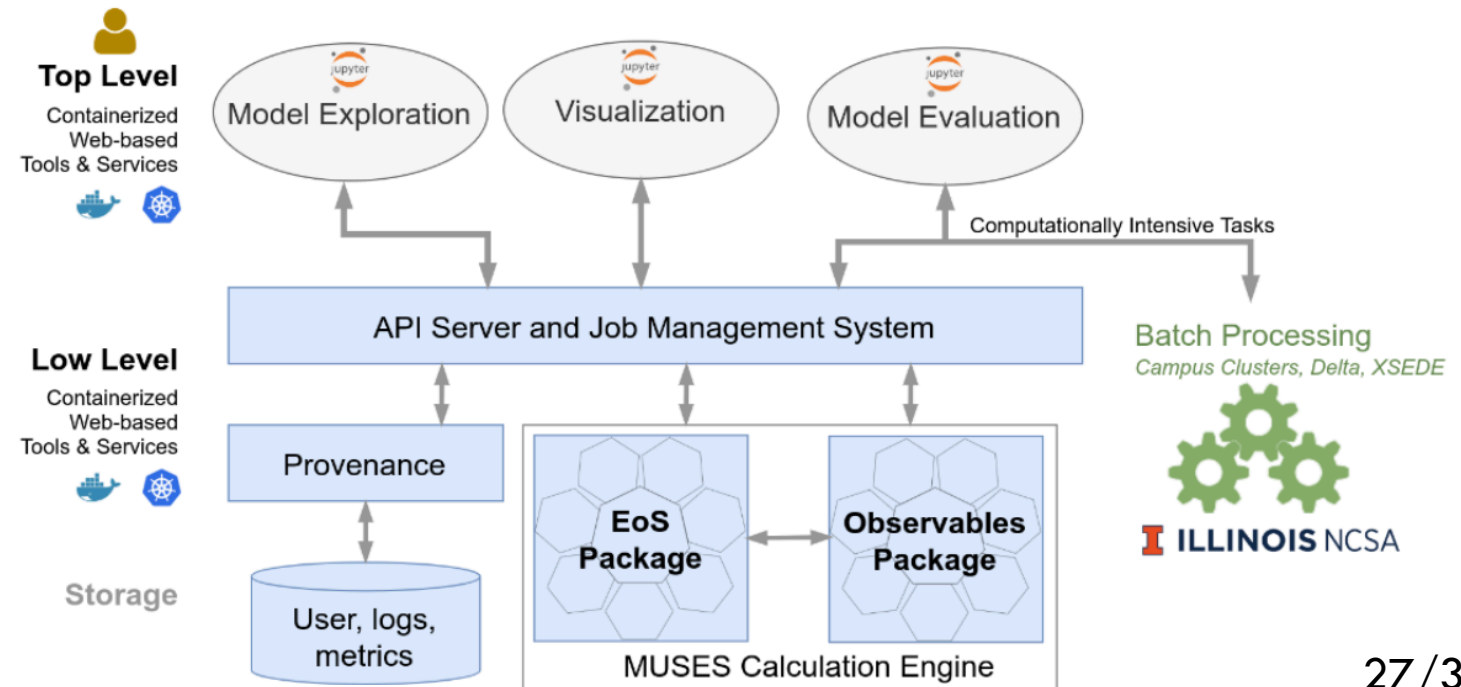 Top Level
Containerized
Web-based
Tools & Services
jupyter
Model Exploration
jupyter
Visualization
jupyter
Model Evaluation
Computationally Intensive Tasks
API Server and Job Management System
Batch Processing
Campus Clusters, Delta, XSEDE
I ILLINOIS NCSA
Low Level
Containerized
Web-based
Tools & Services
Provenance
EoS
Package
Observables
Package
Storage
User, logs,
metrics
MUSES Calculation Engine
27/3